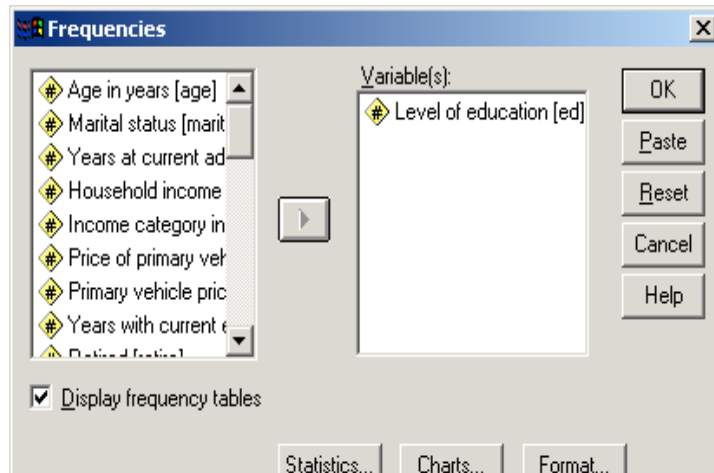 Frequencies
Age in years [age]
Marital status [marit
Years at current ad
Household income
Income category in
Price of primary veh
Primary vehicle pric
Years with current e
Retired [retire]
Variable(s):
Level of education [ed]
OK
Paste
Reset
Cancel
Help
Display frequency tables
Statistics...
Charts...
Format...